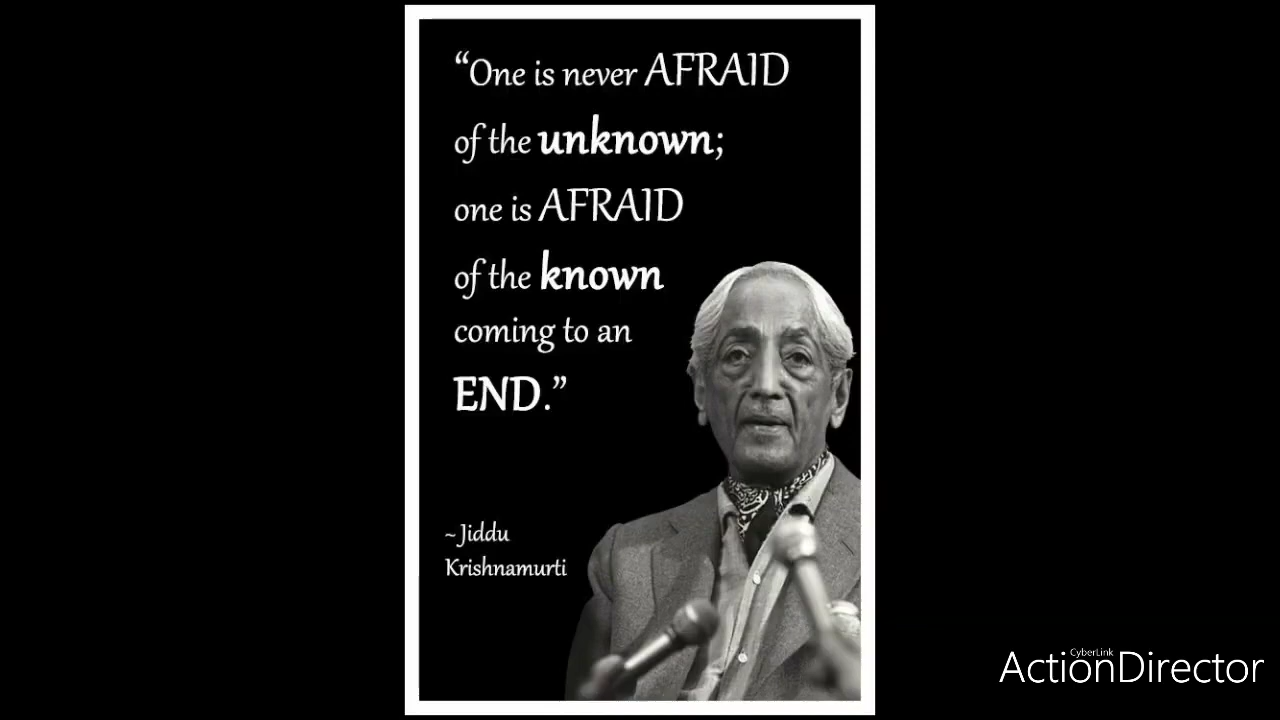 “One is never AFRAID
of the unknown;
one is AFRAID
of the known
coming to an
END.”
~Jiddu
Krishnamurti
CyberLink
ActionDirector